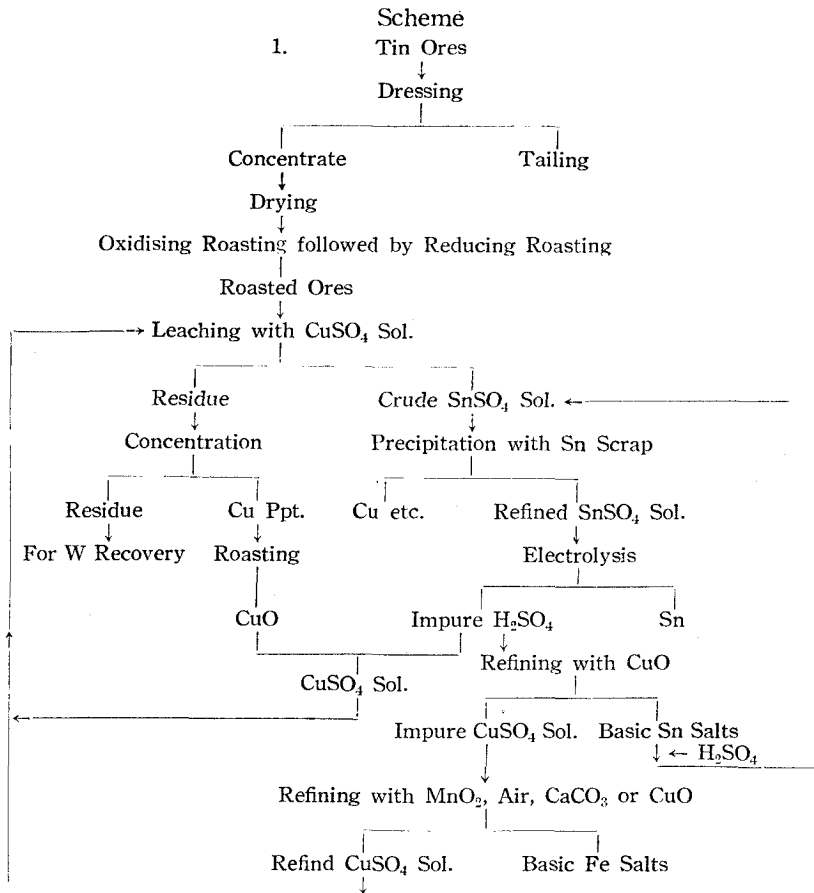 Scheme
1. Tin Ores
Dressing
Concentrate Tailing
Drying
Oxidising Roasting followed by Reducing Roasting
Roasted Ores
Leaching with CuSO₄ Sol.
Residue Crude SnSO₄ Sol.
Concentration Precipitation with Sn Scrap
Residue Cu Ppt. Cu etc. Refined SnSO₄ Sol.
For W Recovery Roasting Electrolysis
CuO Impure H₂SO₄ Sn
Refining with CuO
CuSO₄ Sol.
Impure CuSO₄ Sol. Basic Sn Salts
H₂SO₄
Refining with MnO₂, Air, CaCO₃ or CuO
Refind CuSO₄ Sol. Basic Fe Salts